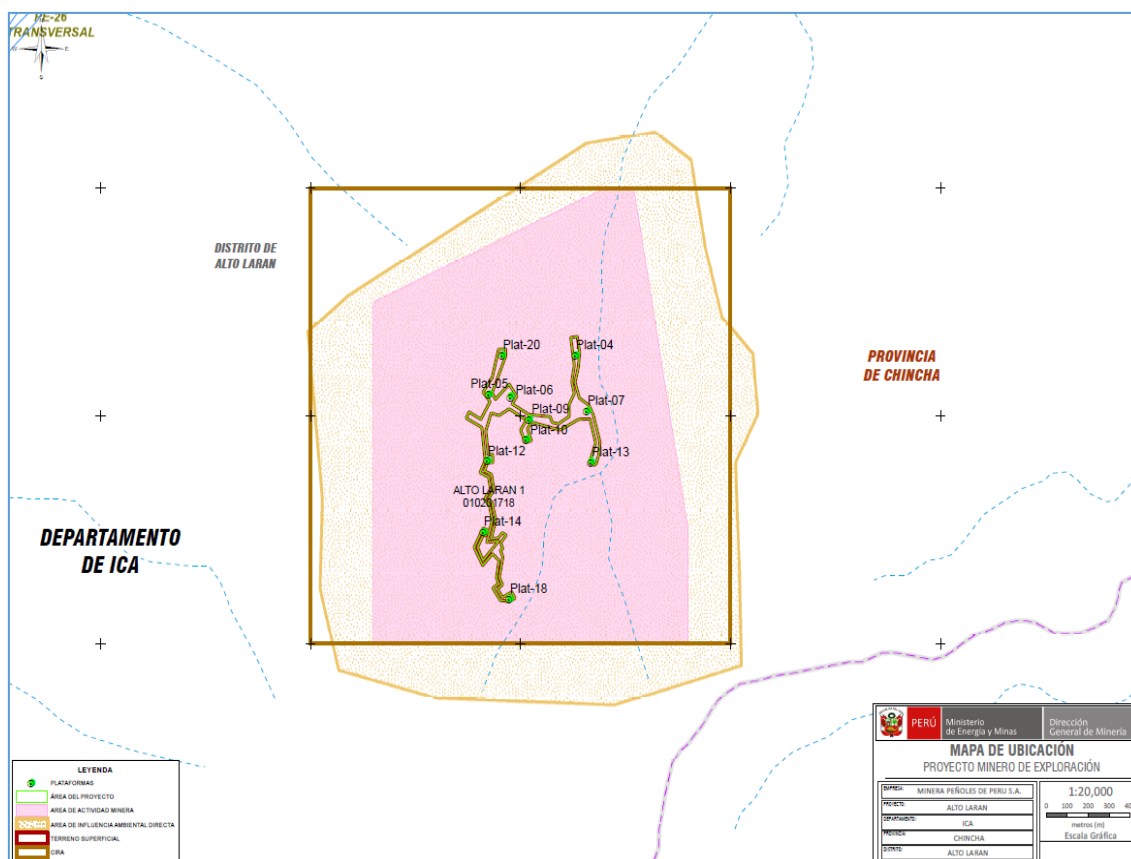 PE-26
TRANSVERSAL
W
E
S
DISTRITO DE
ALTO LARAN
PROVINCIA
DE CHINCHA
DEPARTAMENTO
DE ICA
Plat-20
Plat-04
Plat-05
Plat-06
Plat-07
Plat-09
Plat-10
Plat-12
Plat-13
ALTO LARAN 1
010201718
Plat-14
Plat-18
LEYENDA
PLATAFORMAS
ÁREA DEL PROYECTO
AREA DE ACTIVIDAD MINERA
AREA DE INFLUENCIA AMBIENTAL DIRECTA
TERRENO SUPERFICIAL
CIRA
PERÚ
Ministerio
de Energía y Minas
Dirección
General de Minería
MAPA DE UBICACIÓN
PROYECTO MINERO DE EXPLORACIÓN
EMPRESA: MINERA PEÑOLES DE PERU S.A.
PROYECTO: ALTO LARAN
DEPARTAMENTO: ICA
PROVINCIA: CHINCHA
DISTRITO: ALTO LARAN
1:20,000
0 100 200 300
metros (m)
Escala Gráfica